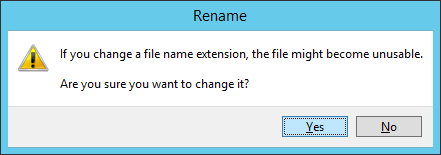 Rename
If you change a file name extension, the file might become unusable.
Are you sure you want to change it?
Yes
No